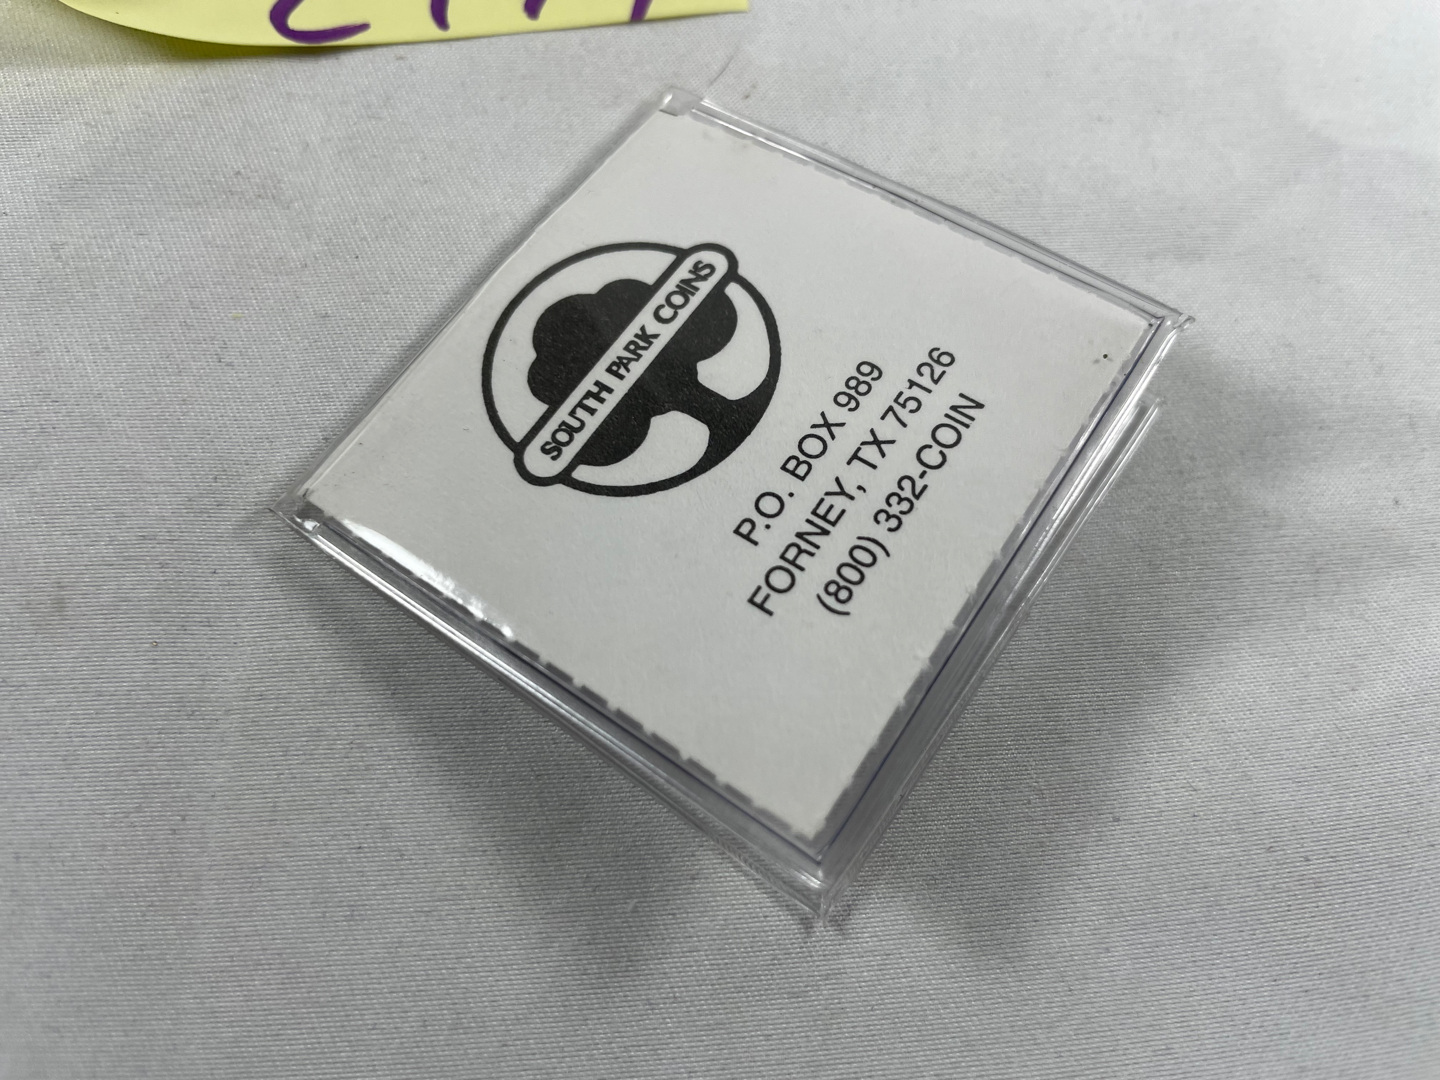 SOUTH PARK COINS
P.O. BOX 989
FORNEY, TX 75126
(800) 332-COIN